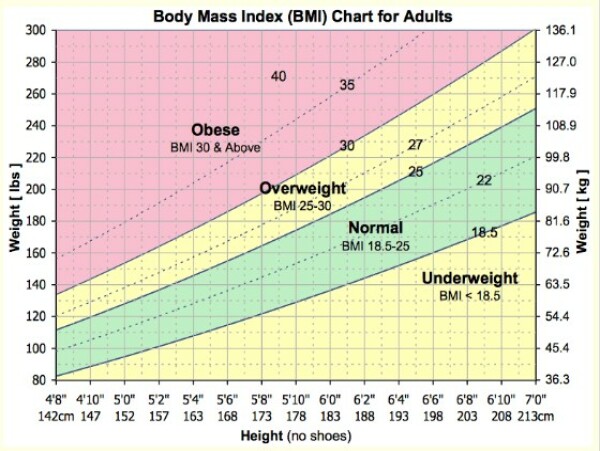 Body Mass Index (BMI) Chart for Adults
300 136.1
280 127.0
260 117.9
240 108.9
220 99.8
200 90.7
180 81.6
160 72.6
140 63.5
120 54.4
100 45.4
80 36.3
Weight [ lbs ]
Weight [ kg ]
40
35
Obese
BMI 30 & Above
30
27
25
Overweight
BMI 25-30
22
Normal
BMI 18.5-25
18.5
Underweight
BMI < 18.5
4'8" 4'10" 5'0" 5'2" 5'4" 5'6" 5'8" 5'10" 6'0" 6'2" 6'4" 6'6" 6'8" 6'10" 7'0"
142cm 147 152 157 163 168 173 178 183 188 193 198 203 208 213cm
Height (no shoes)